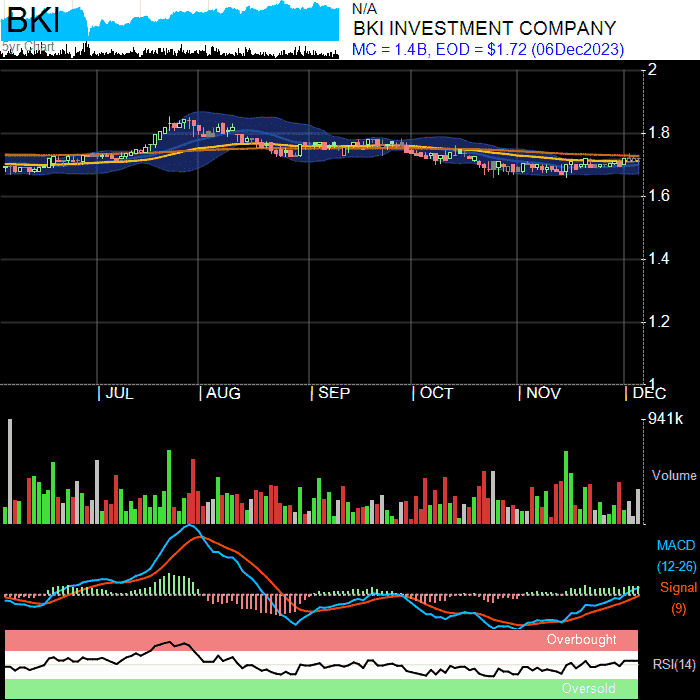 BKI
5yr Chart
N/A
BKI INVESTMENT COMPANY
MC = 1.4B, EOD = $1.72 (06Dec2023)
2
1.8
1.6
1.4
1.2
1
JUL AUG SEP OCT NOV DEC
941k
Volume
MACD
(12-26)
Signal
(9)
Overbought
RSI(14)
Oversold